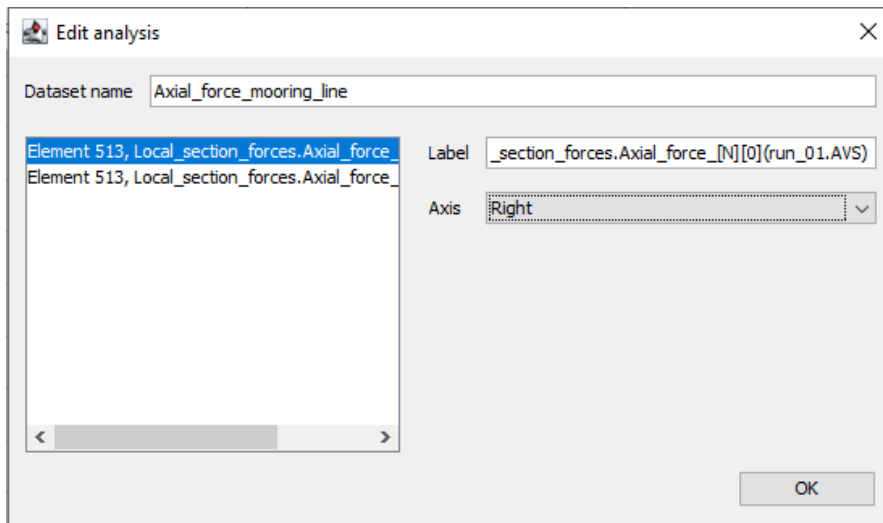 Edit analysis
Dataset name Axial_force_mooring_line
Element 513, Local_section_forces.Axial_force_
Element 513, Local_section_forces.Axial_force_
Label _section_forces.Axial_force_[N][0](run_01.AVS)
Axis Right
OK